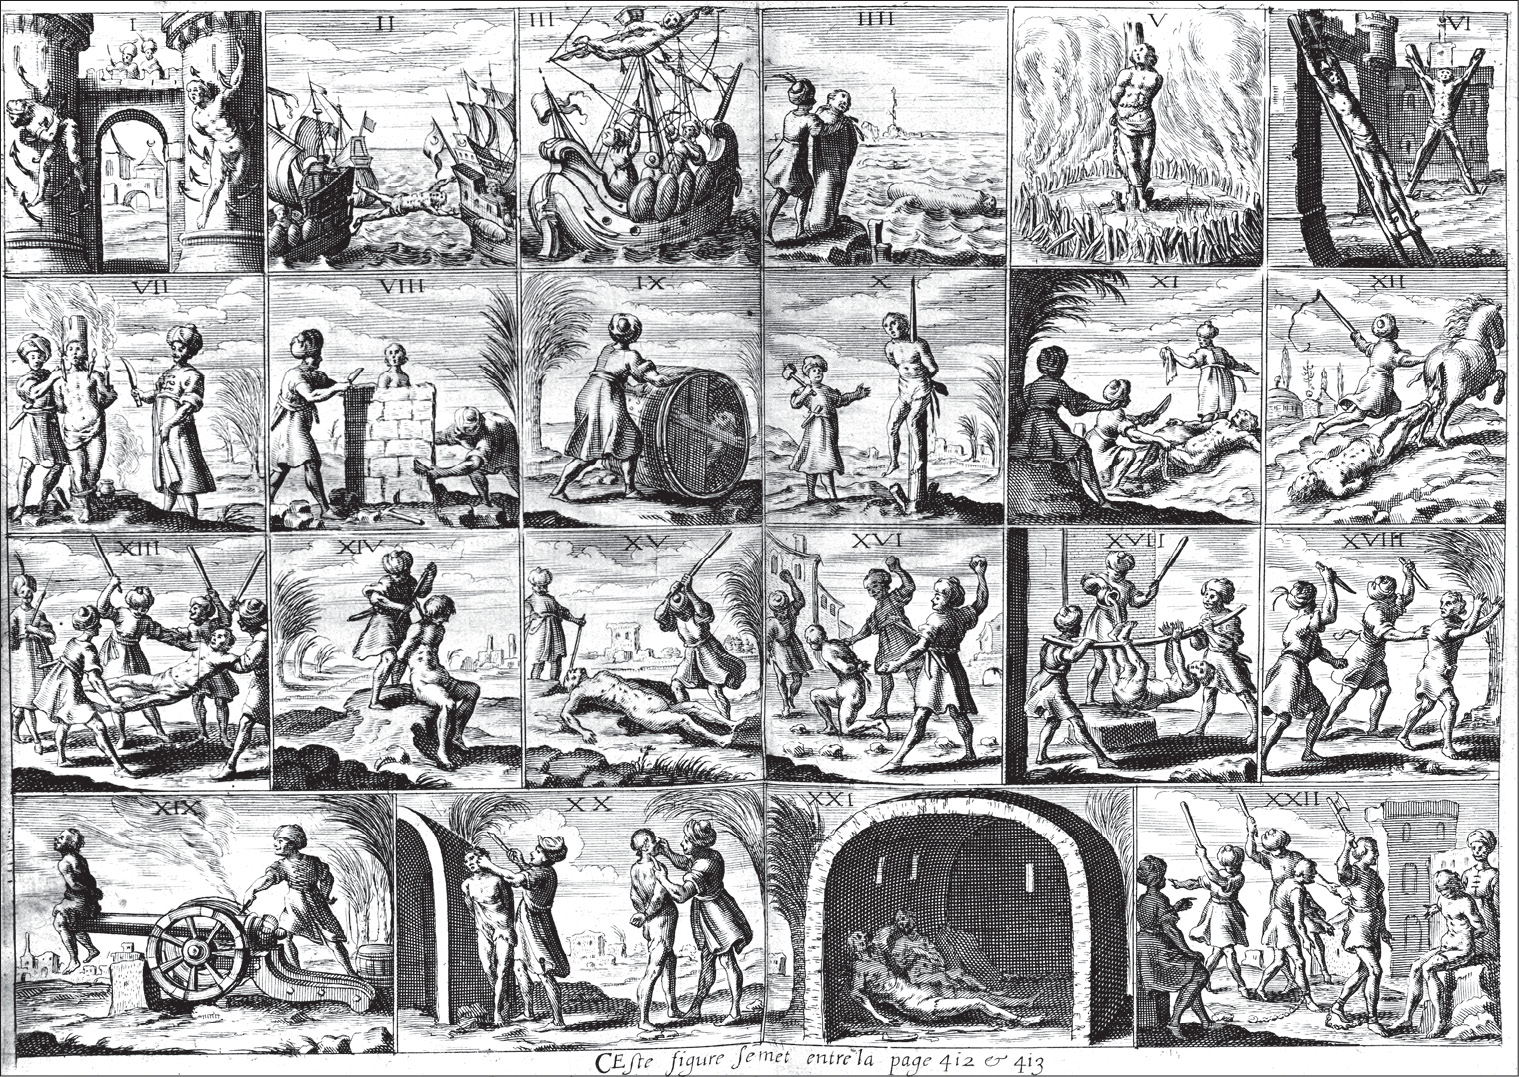 I
II
III
IIII
V
VI
VII
VIII
IX
X
XI
XII
XIII
XIV
XV
XVI
XVII
XVIII
XIX
XX
XXI
XXII
CEſte figure ſe met entre la page 412 & 413